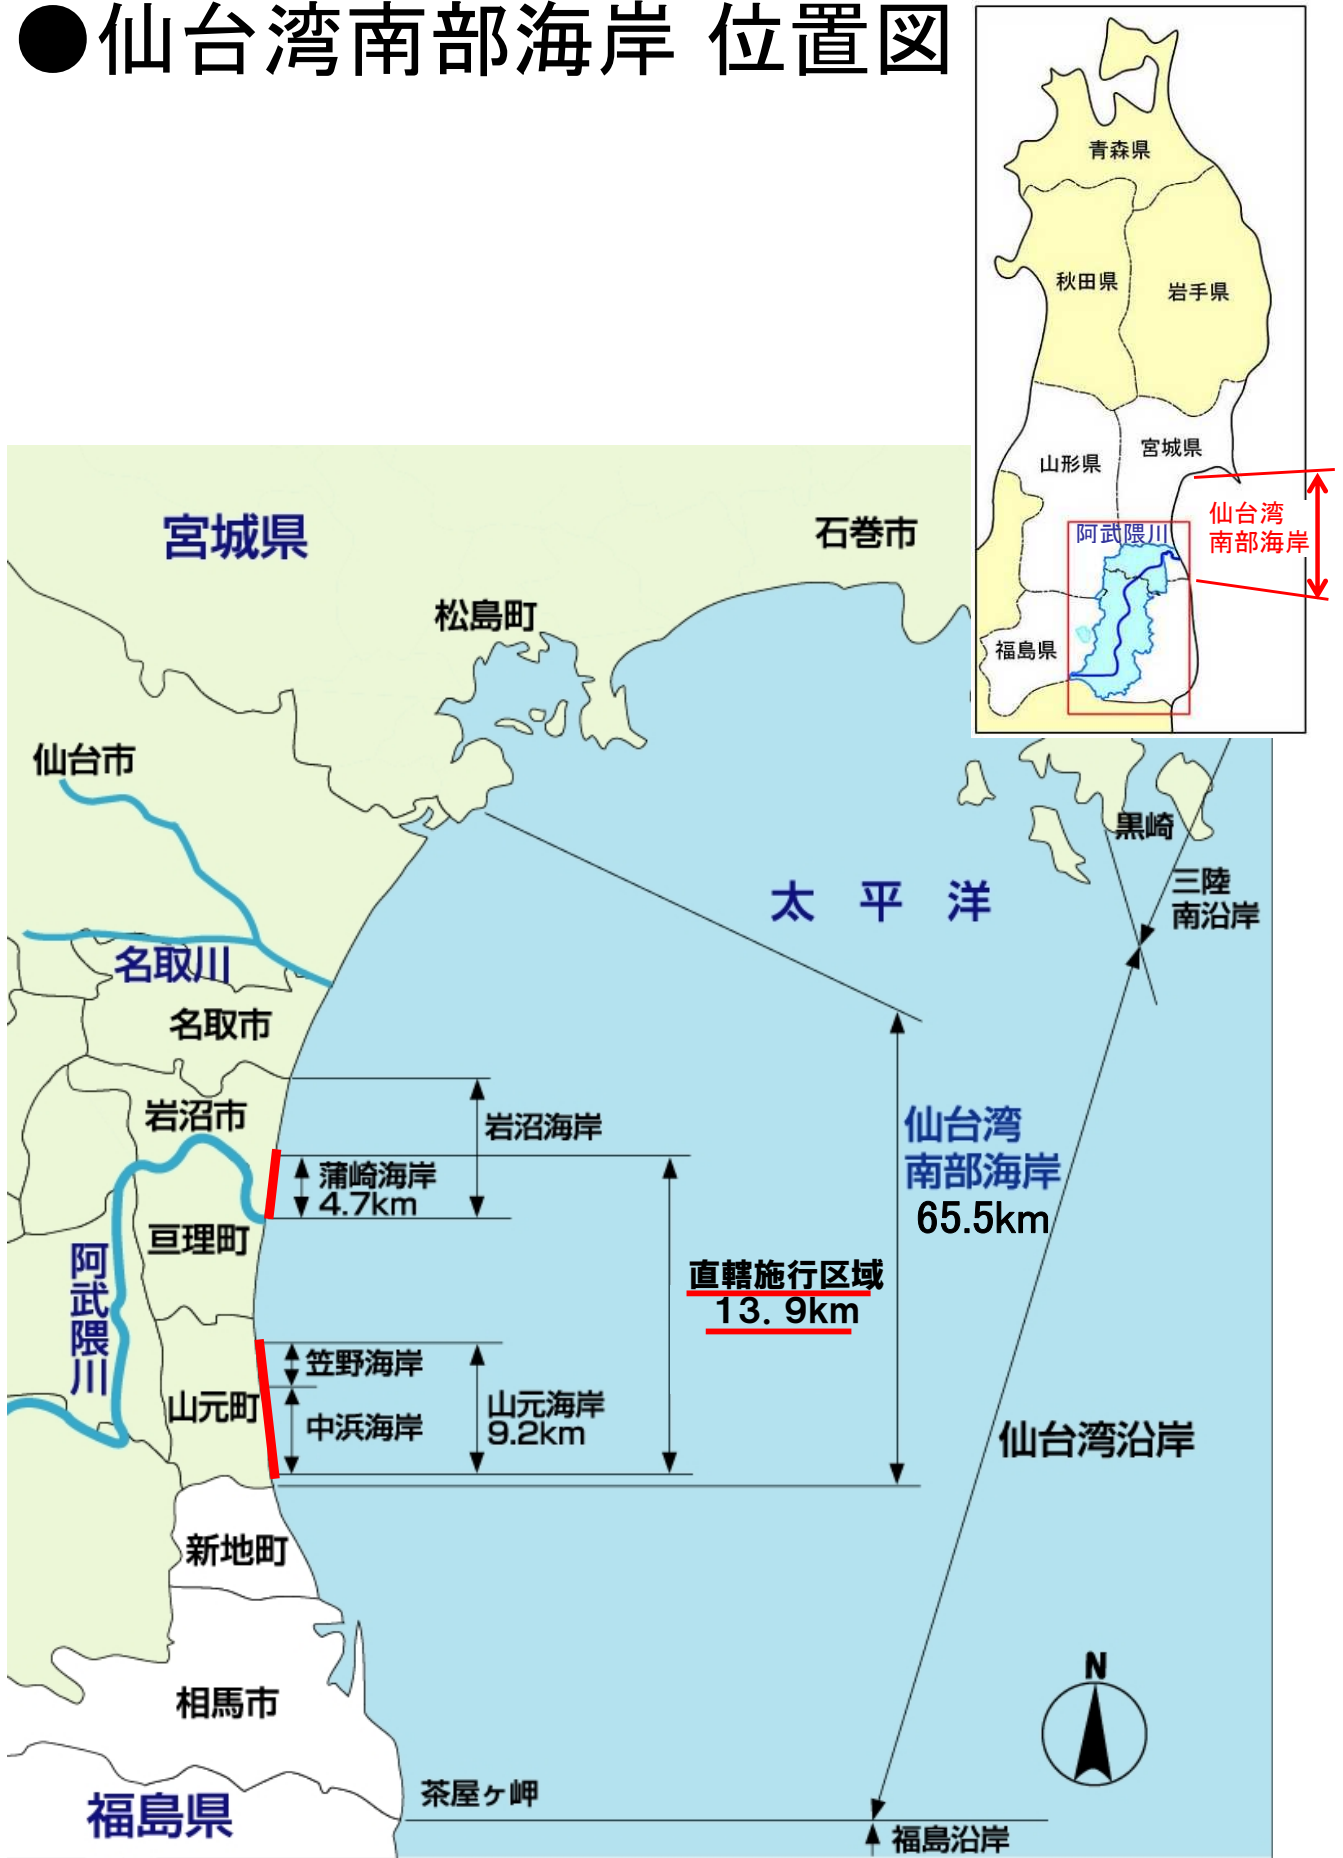 ●仙台湾南部海岸 位置図
青森県
秋田県
岩手県
山形県
宮城県
仙台湾
南部海岸
阿武隈川
福島県
宮城県
石巻市
松島町
仙台市
黒崎
太 平 洋
三陸
南沿岸
名取川
名取市
岩沼市
岩沼海岸
仙台湾
南部海岸
65.5km
蒲崎海岸
4.7km
亘理町
阿武隈川
直轄施行区域
13. 9km
笠野海岸
山元町
山元海岸
9.2km
中浜海岸
仙台湾沿岸
新地町
N
相馬市
茶屋ヶ岬
福島県
福島沿岸